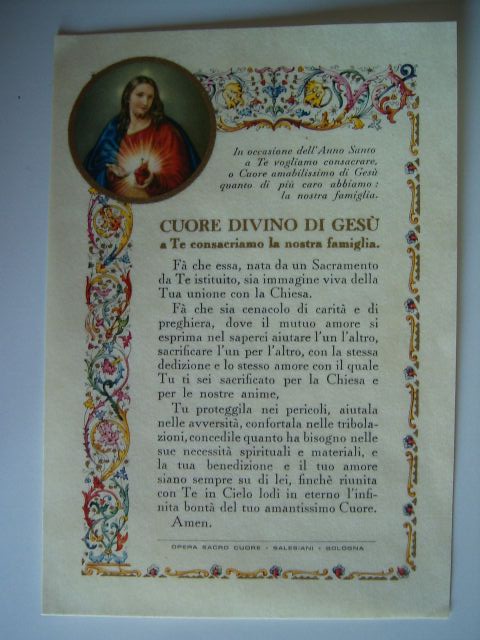 In occasione dell'Anno Santo
a Te vogliamo consacrare,
o Cuore amabilissimo di Gesù
quanto di più caro abbiamo:
la nostra famiglia.
CUORE DIVINO DI GESÙ
a Te consacriamo la nostra famiglia.
Fà che essa, nata da un Sacramento
da Te istituito, sia immagine viva della
Tua unione con la Chiesa.
Fà che sia cenacolo di carità e di
preghiera, dove il mutuo amore si
esprima nel saperci aiutare l'un l'altro,
sacrificare l'un per l'altro, con la stessa
dedizione e lo stesso amore con il quale
Tu ti sei sacrificato per la Chiesa e
per le nostre anime,
Tu proteggila nei pericoli, aiutala
nelle avversità, confortala nelle tribola-
zioni, concedile quanto ha bisogno nelle
sue necessità spirituali e materiali, e
la tua benedizione e il tuo amore
siano sempre su di lei, finchè riunita
con Te in Cielo lodi in eterno l'infi-
nita bontà del tuo amantissimo Cuore.
Amen.
OPERA SACRO CUORE - SALESIANI - BOLOGNA